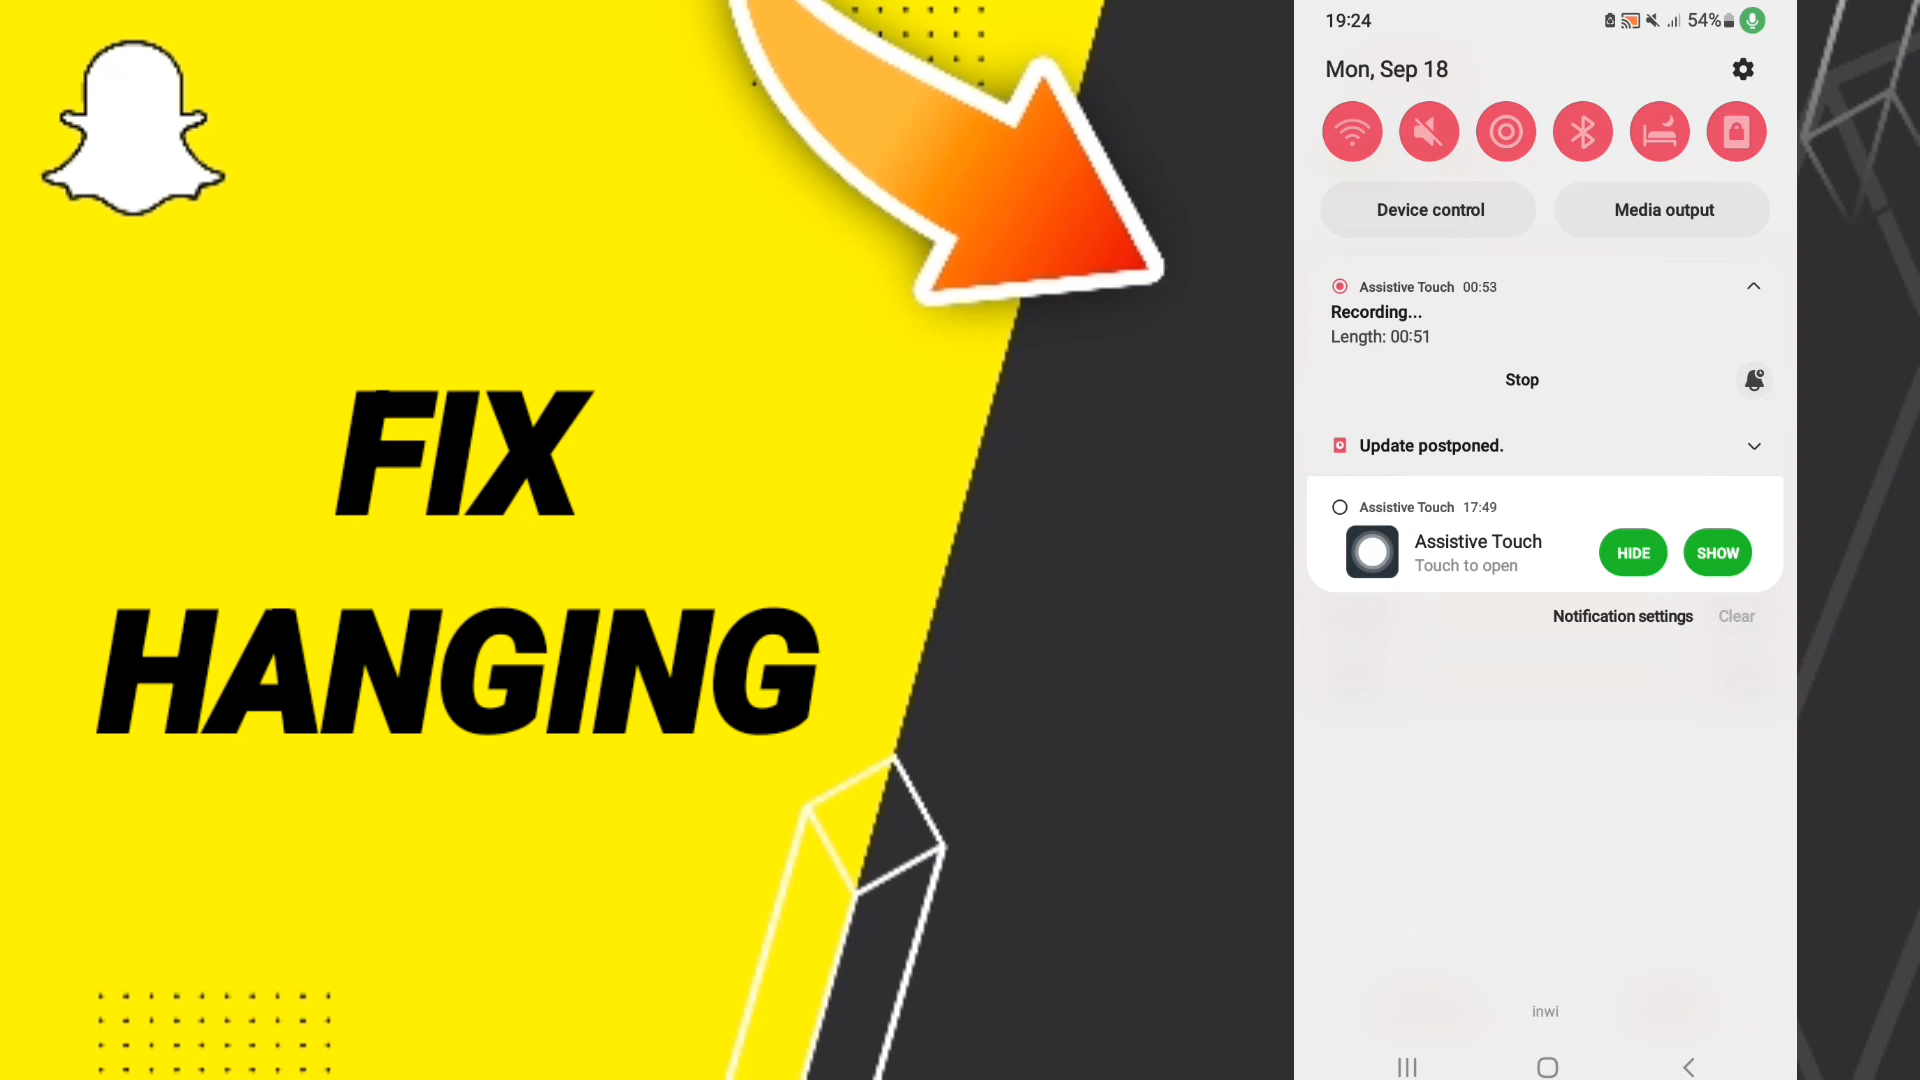 FIX
HANGING
19:24
54%
Mon, Sep 18
Device control
Media output
Assistive Touch 00:53
Recording...
Length: 00:51
Stop
Update postponed.
Assistive Touch 17:49
Assistive Touch
Touch to open
HIDE
SHOW
Notification settings
Clear
inwi